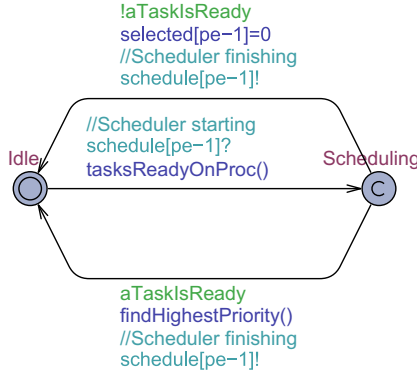 !aTaskIsReady
selected[pe−1]=0
//Scheduler finishing
schedule[pe−1]!
//Scheduler starting
schedule[pe−1]?
tasksReadyOnProc()
Idle
Scheduling
C
aTaskIsReady
findHighestPriority()
//Scheduler finishing
schedule[pe−1]!